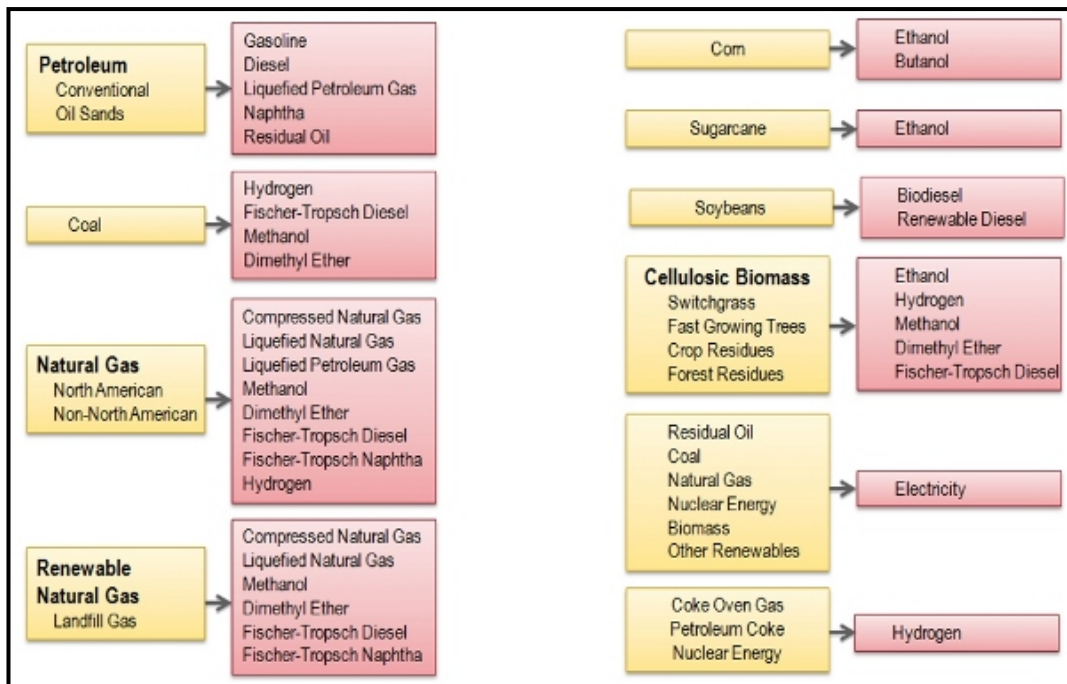 Petroleum
Conventional
Oil Sands
Gasoline
Diesel
Liquefied Petroleum Gas
Naphtha
Residual Oil
Coal
Hydrogen
Fischer-Tropsch Diesel
Methanol
Dimethyl Ether
Natural Gas
North American
Non-North American
Compressed Natural Gas
Liquefied Natural Gas
Liquefied Petroleum Gas
Methanol
Dimethyl Ether
Fischer-Tropsch Diesel
Fischer-Tropsch Naphtha
Hydrogen
Renewable
Natural Gas
Landfill Gas
Compressed Natural Gas
Liquefied Natural Gas
Methanol
Dimethyl Ether
Fischer-Tropsch Diesel
Fischer-Tropsch Naphtha
Corn
Ethanol
Butanol
Sugarcane
Ethanol
Soybeans
Biodiesel
Renewable Diesel
Cellulosic Biomass
Switchgrass
Fast Growing Trees
Crop Residues
Forest Residues
Ethanol
Hydrogen
Methanol
Dimethyl Ether
Fischer-Tropsch Diesel
Residual Oil
Coal
Natural Gas
Nuclear Energy
Biomass
Other Renewables
Electricity
Coke Oven Gas
Petroleum Coke
Nuclear Energy
Hydrogen